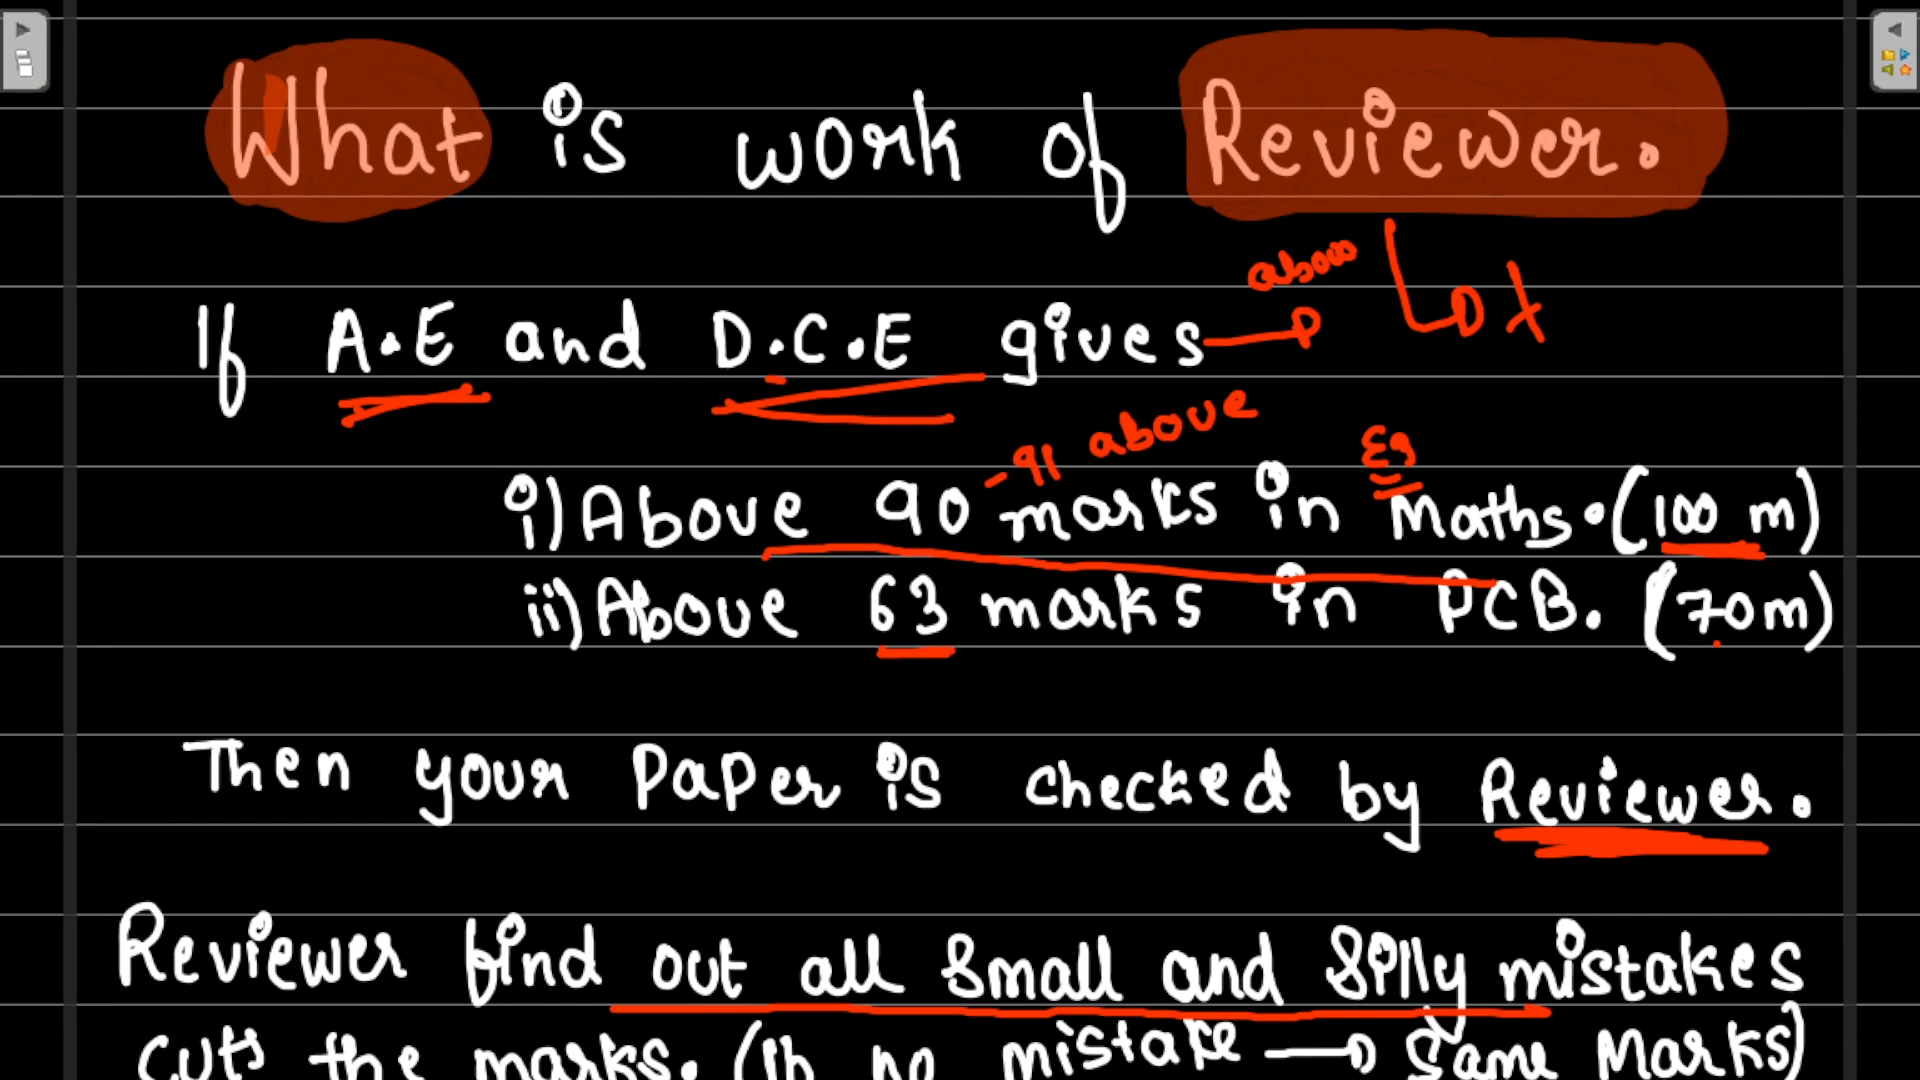 What is work of Reviewer.
above
If A.E and D.C.E gives
-91 above Eg
i) Above 90 marks in Maths. (100 m)
ii) Above 63 marks in PCB. (70m)
Then your Paper is checked by Reviewer.
Reviewer find out all Small and Silly mistakes
cuts the marks. (If no mistake → Same Marks)